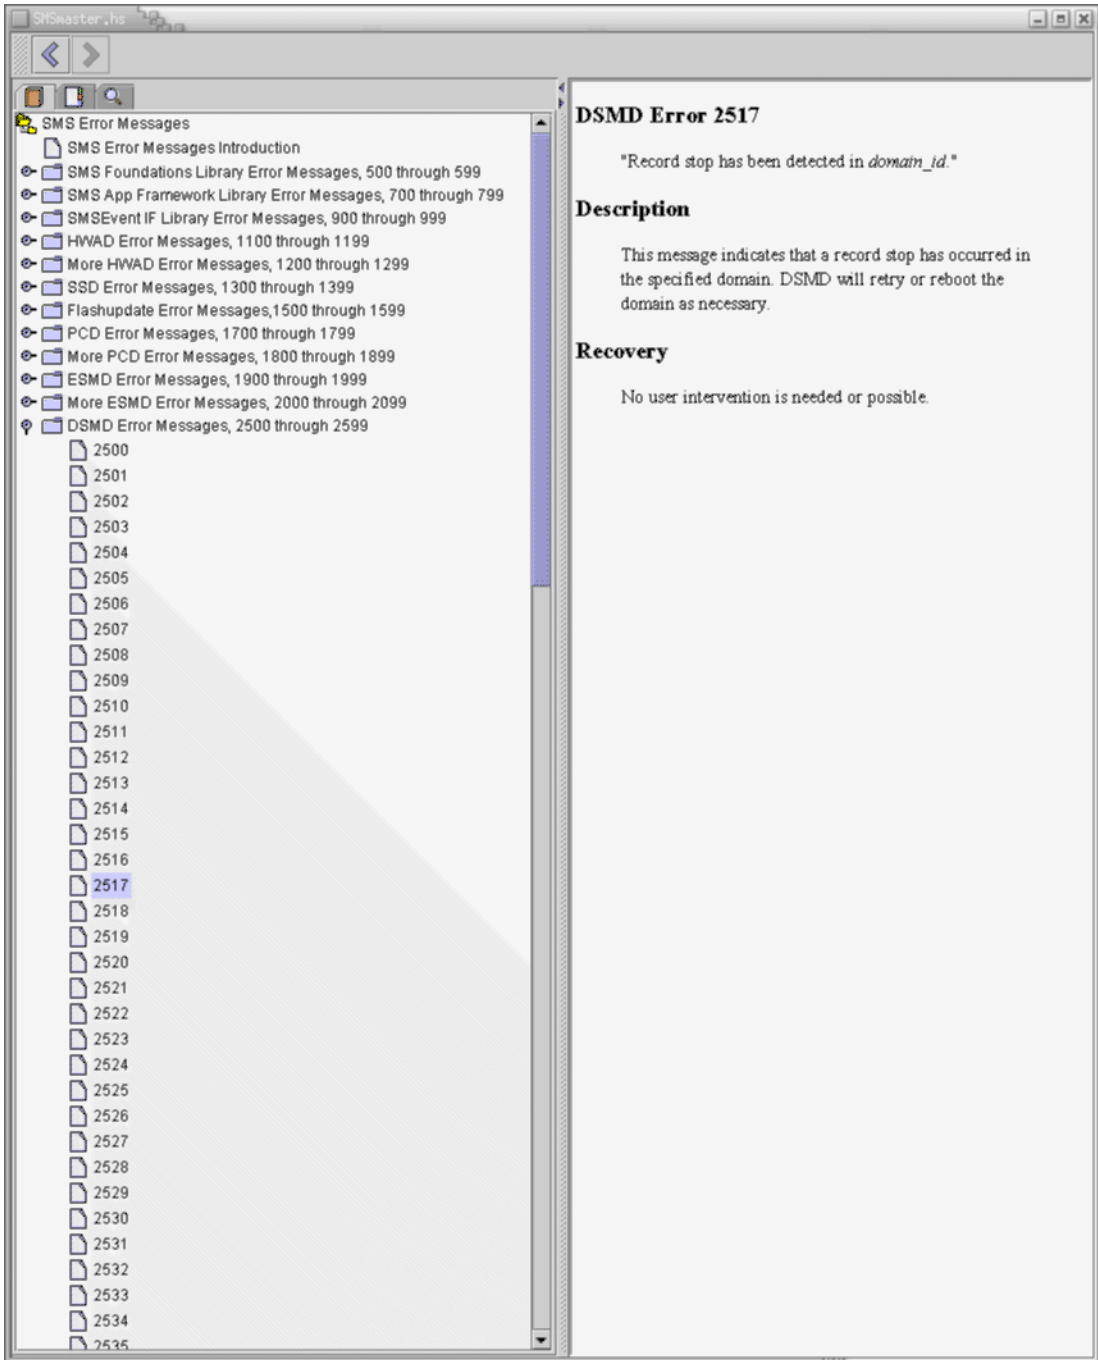 SMSmaster.hs
SMS Error Messages
SMS Error Messages Introduction
SMS Foundations Library Error Messages, 500 through 599
SMS App Framework Library Error Messages, 700 through 799
SMSEvent IF Library Error Messages, 900 through 999
HWAD Error Messages, 1100 through 1199
More HWAD Error Messages, 1200 through 1299
SSD Error Messages, 1300 through 1399
Flashupdate Error Messages,1500 through 1599
PCD Error Messages, 1700 through 1799
More PCD Error Messages, 1800 through 1899
ESMD Error Messages, 1900 through 1999
More ESMD Error Messages, 2000 through 2099
DSMD Error Messages, 2500 through 2599
2500
2501
2502
2503
2504
2505
2506
2507
2508
2509
2510
2511
2512
2513
2514
2515
2516
2517
2518
2519
2520
2521
2522
2523
2524
2525
2526
2527
2528
2529
2530
2531
2532
2533
2534
2535
DSMD Error 2517
"Record stop has been detected in domain_id."
Description
This message indicates that a record stop has occurred in
the specified domain. DSMD will retry or reboot the
domain as necessary.
Recovery
No user intervention is needed or possible.